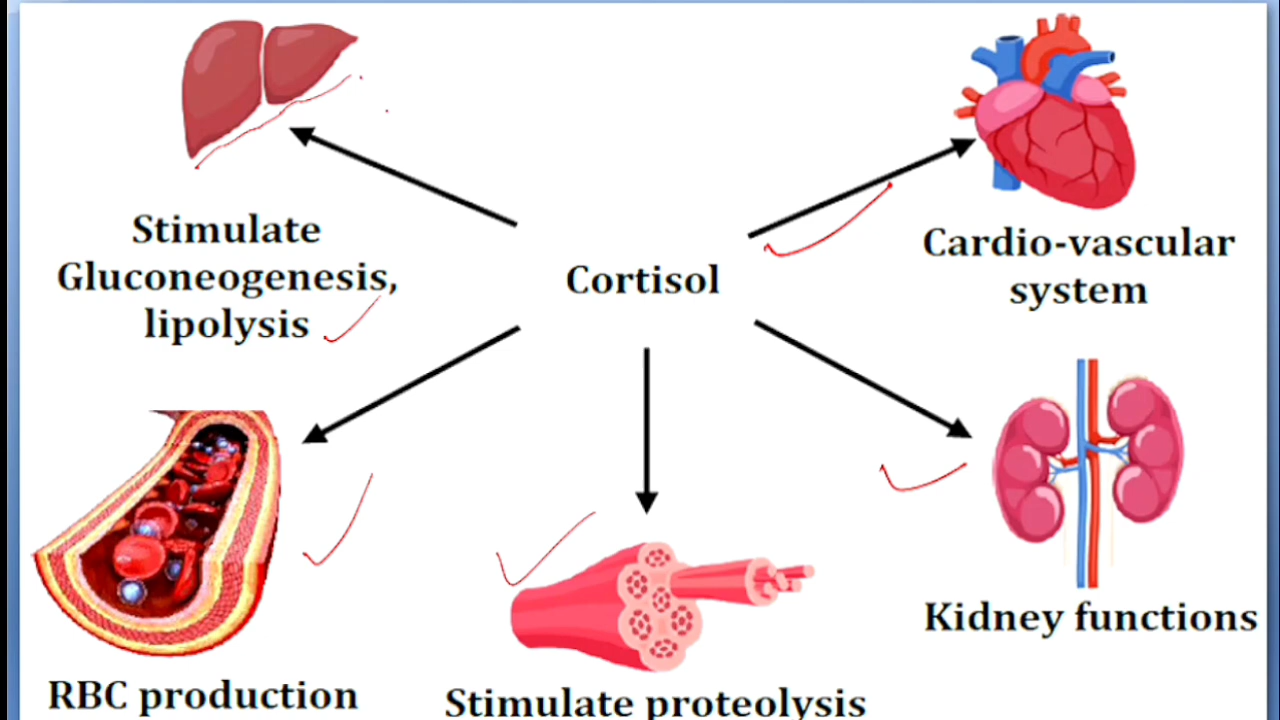 Stimulate
Gluconeogenesis,
lipolysis
Cortisol
Cardio-vascular
system
RBC production
Stimulate proteolysis
Kidney functions